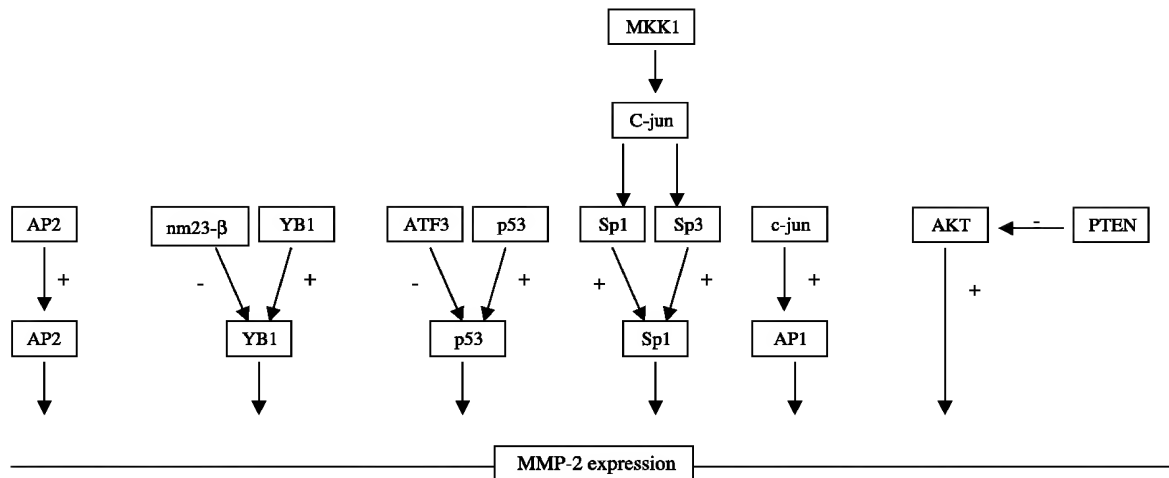 MKK1
C-jun
AP2
nm23-β
YB1
ATF3
p53
Sp1
Sp3
c-jun
AKT
-
PTEN
+
-
+
-
+
+
+
+
+
AP2
YB1
p53
Sp1
AP1
MMP-2 expression